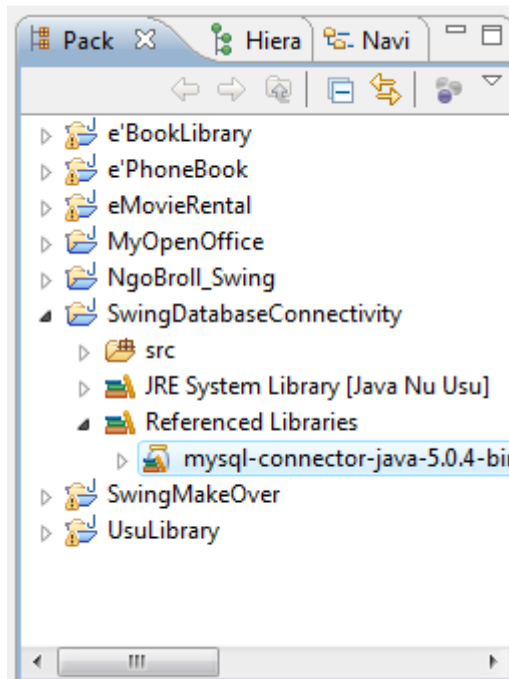 Pack Hiera Navi
e'BookLibrary
e'PhoneBook
eMovieRental
MyOpenOffice
NgoBroll_Swing
SwingDatabaseConnectivity
src
JRE System Library [Java Nu Usu]
Referenced Libraries
mysql-connector-java-5.0.4-bin
SwingMakeOver
UsuLibrary